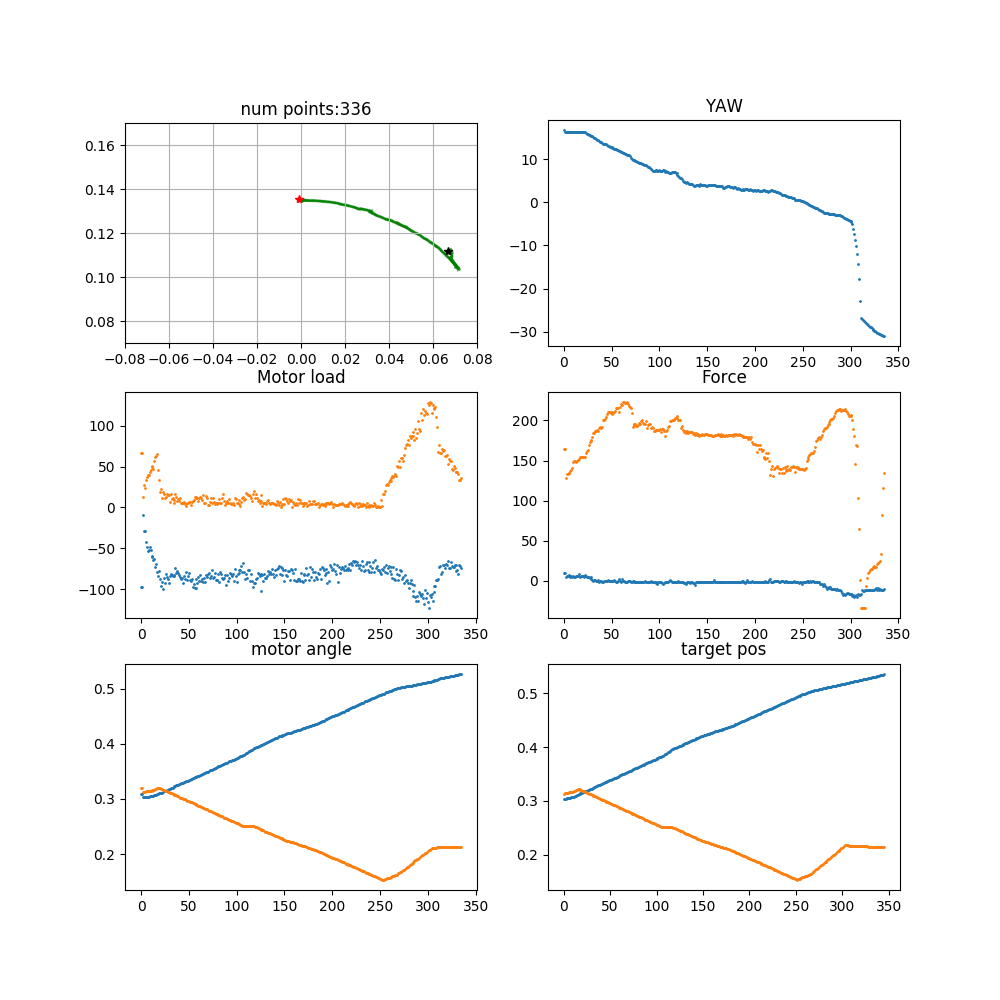 num points:336
0.16
0.14
0.12
0.10
0.08
−0.08 −0.06 −0.04 −0.02 0.00 0.02 0.04 0.06 0.08
YAW
10
0
−10
−20
−30
0 50 100 150 200 250 300 350
Motor load
100
50
0
−50
−100
0 50 100 150 200 250 300 350
Force
200
150
100
50
0
0 50 100 150 200 250 300 350
motor angle
0.5
0.4
0.3
0.2
0 50 100 150 200 250 300 350
target pos
0.5
0.4
0.3
0.2
0 50 100 150 200 250 300 350